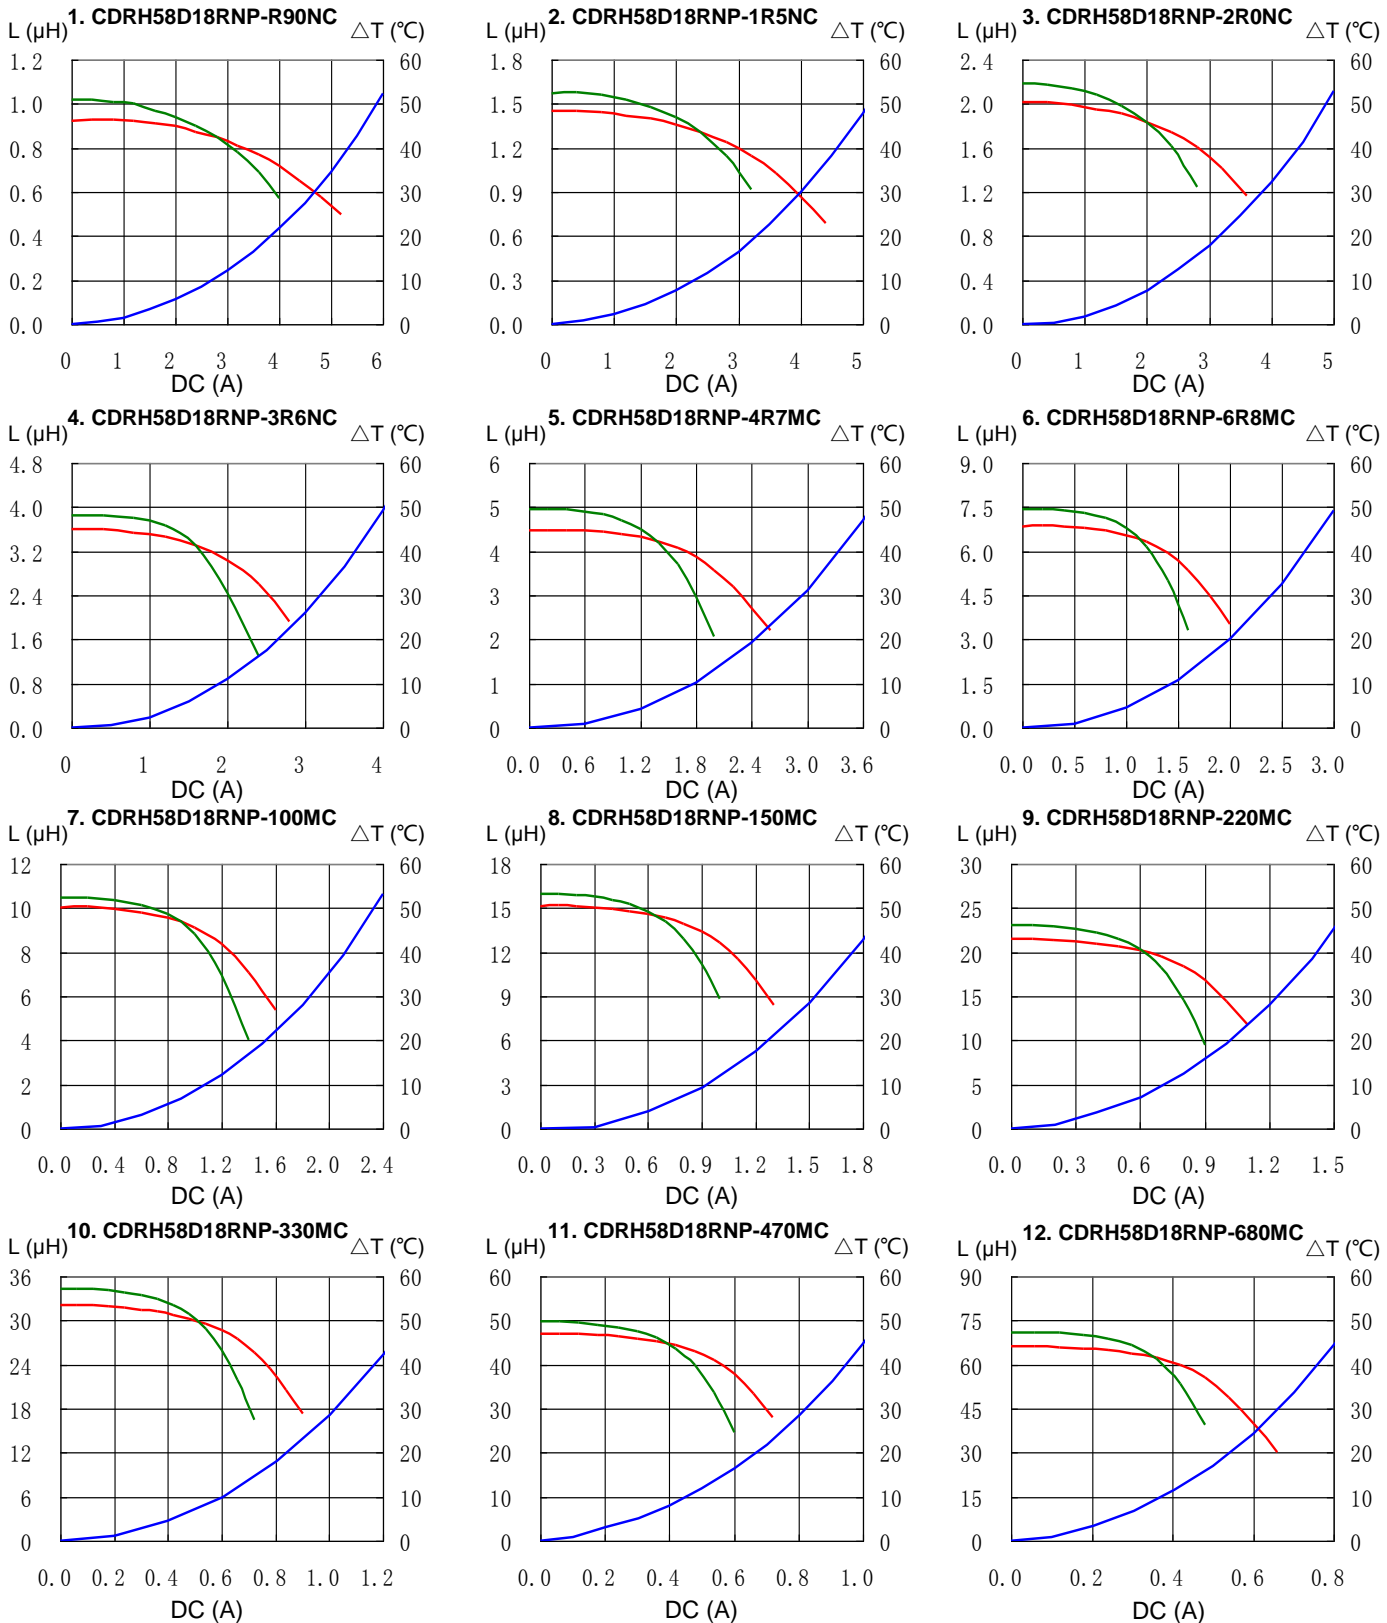 1. CDRH58D18RNP-R90NC
L (μH) △T (℃)
1.2 60
1.0 50
0.8 40
0.6 30
0.4 20
0.2 10
0.0 0
0 1 2 3 4 5 6
DC (A)
2. CDRH58D18RNP-1R5NC
L (μH) △T (℃)
1.8 60
1.5 50
1.2 40
0.9 30
0.6 20
0.3 10
0.0 0
0 1 2 3 4 5
DC (A)
3. CDRH58D18RNP-2R0NC
L (μH) △T (℃)
2.4 60
2.0 50
1.6 40
1.2 30
0.8 20
0.4 10
0.0 0
0 1 2 3 4 5
DC (A)
4. CDRH58D18RNP-3R6NC
L (μH) △T (℃)
4.8 60
4.0 50
3.2 40
2.4 30
1.6 20
0.8 10
0.0 0
0 1 2 3 4
DC (A)
5. CDRH58D18RNP-4R7MC
L (μH) △T (℃)
6 60
5 50
4 40
3 30
2 20
1 10
0 0
0.0 0.6 1.2 1.8 2.4 3.0 3.6
DC (A)
6. CDRH58D18RNP-6R8MC
L (μH) △T (℃)
9.0 60
7.5 50
6.0 40
4.5 30
3.0 20
1.5 10
0.0 0
0.0 0.5 1.0 1.5 2.0 2.5 3.0
DC (A)
7. CDRH58D18RNP-100MC
L (μH) △T (℃)
12 60
10 50
8 40
6 30
4 20
2 10
0 0
0.0 0.4 0.8 1.2 1.6 2.0 2.4
DC (A)
8. CDRH58D18RNP-150MC
L (μH) △T (℃)
18 60
15 50
12 40
9 30
6 20
3 10
0 0
0.0 0.3 0.6 0.9 1.2 1.5 1.8
DC (A)
9. CDRH58D18RNP-220MC
L (μH) △T (℃)
30 60
25 50
20 40
15 30
10 20
5 10
0 0
0.0 0.3 0.6 0.9 1.2 1.5
DC (A)
10. CDRH58D18RNP-330MC
L (μH) △T (℃)
36 60
30 50
24 40
18 30
12 20
6 10
0 0
0.0 0.2 0.4 0.6 0.8 1.0 1.2
DC (A)
11. CDRH58D18RNP-470MC
L (μH) △T (℃)
60 60
50 50
40 40
30 30
20 20
10 10
0 0
0.0 0.2 0.4 0.6 0.8 1.0
DC (A)
12. CDRH58D18RNP-680MC
L (μH) △T (℃)
90 60
75 50
60 40
45 30
30 20
15 10
0 0
0.0 0.2 0.4 0.6 0.8
DC (A)